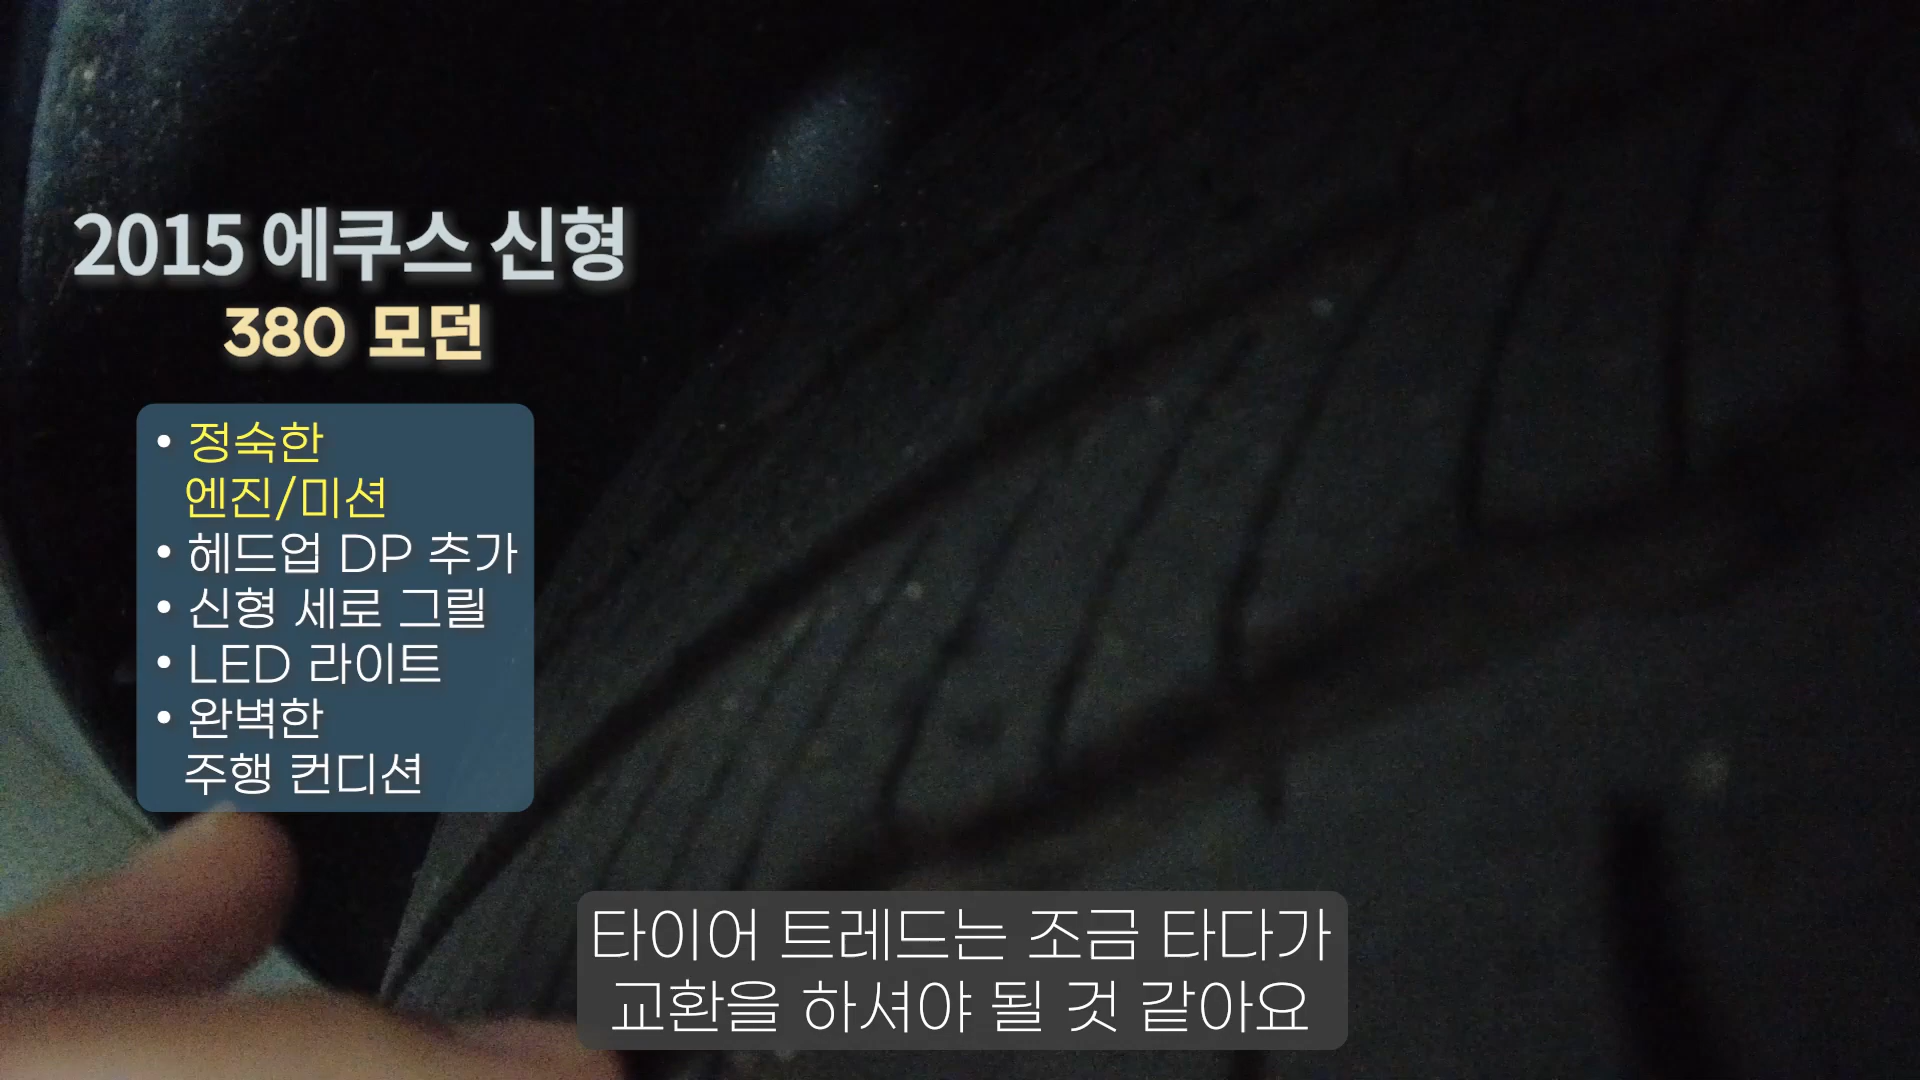 2015 에쿠스 신형
380 모던
• 정숙한
엔진/미션
• 헤드업 DP 추가
• 신형 세로 그릴
• LED 라이트
• 완벽한
주행 컨디션
타이어 트레드는 조금 타다가
교환을 하셔야 될 것 같아요